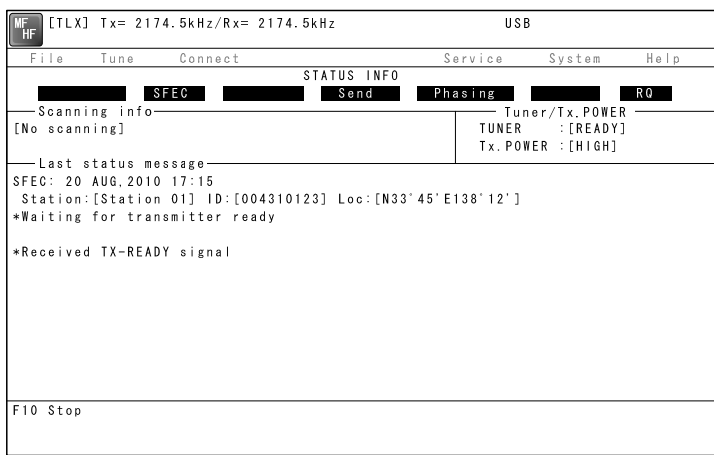 MF
HF
[TLX] Tx= 2174.5kHz/Rx= 2174.5kHz USB
File Tune Connect Service System Help
STATUS INFO
SFEC Send Phasing RQ
Scanning info Tuner/Tx.POWER
[No scanning] TUNER :[READY]
Tx.POWER :[HIGH]
Last status message
SFEC: 20 AUG,2010 17:15
Station:[Station 01] ID:[004310123] Loc:[N33°45'E138°12']
*Waiting for transmitter ready
*Received TX-READY signal
F10 Stop